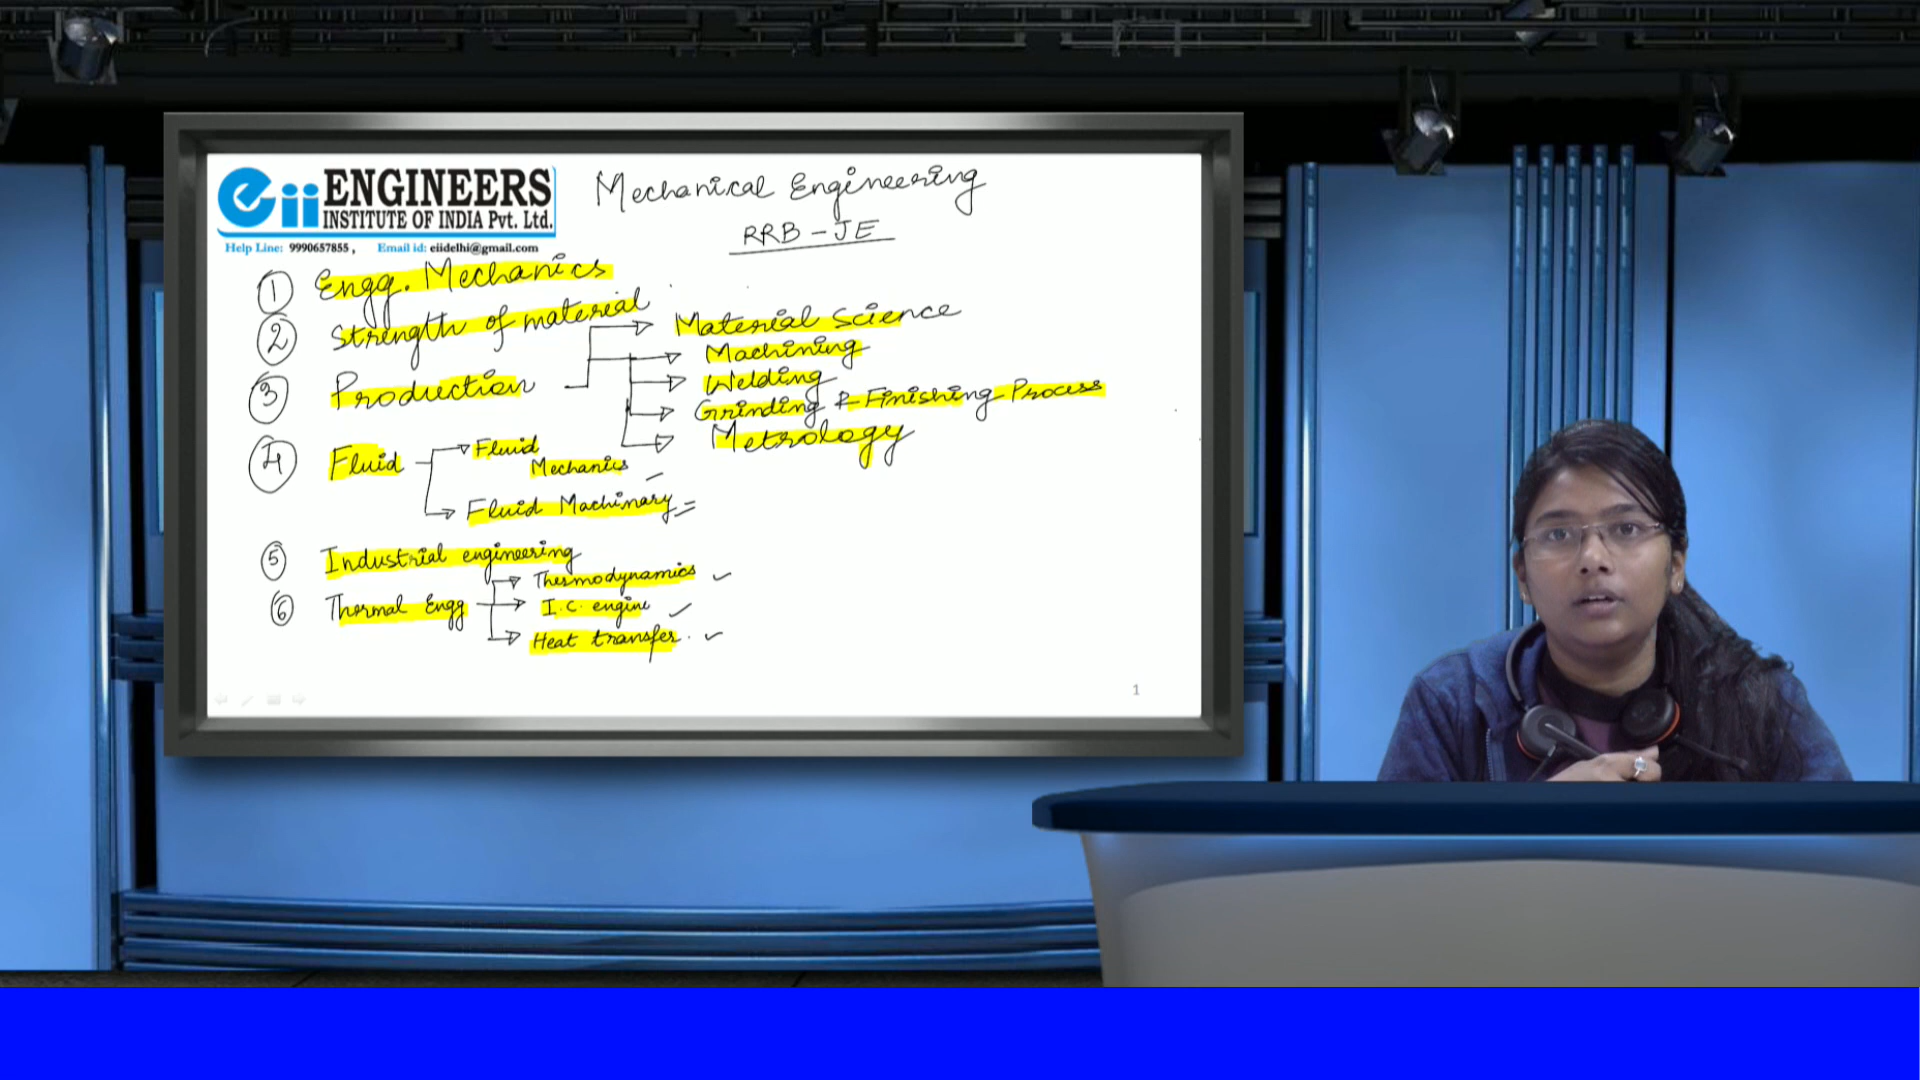 eii ENGINEERS
INSTITUTE OF INDIA Pvt. Ltd.
Help Line: 9990657855 , Email id: eiidelhi@gmail.com
Mechanical Engineering
RRB - JE
1 Engg. Mechanics
2 Strength of material
3 Production
Material Science
Machining
Welding
Grinding & Finishing Process
Metrology
4 Fluid
Fluid
Mechanics
Fluid Machinary
5 Industrial engineering
6 Thermal Engg
Thermodynamics
I.C. engine
Heat transfer.
1